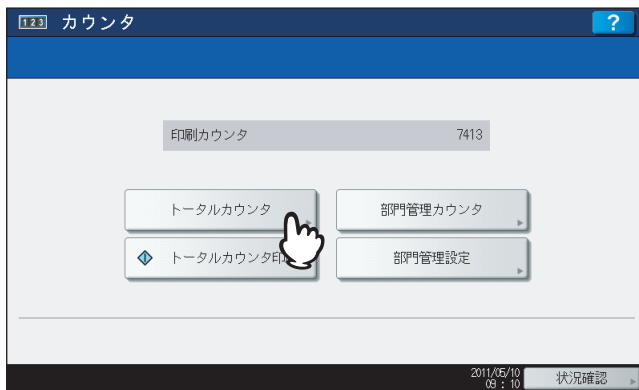 123 カウンタ ?
印刷カウンタ 7413
トータルカウンタ 部門管理カウンタ
トータルカウンタ印 部門管理設定
2011/05/10
09 : 10 状況確認